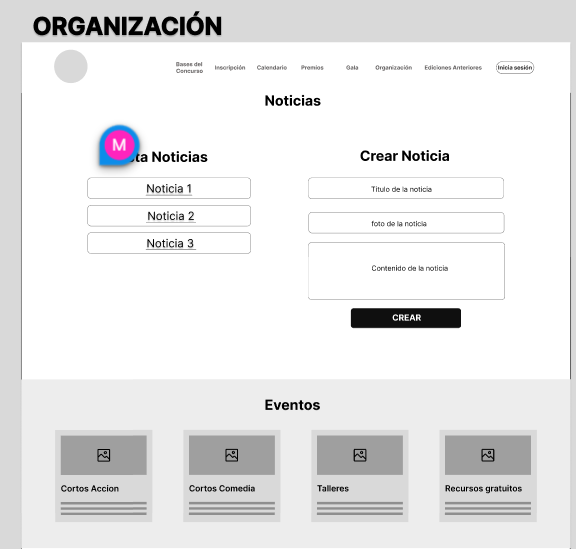 ORGANIZACIÓN
Bases del
Concurso
Inscripción
Calendario
Premios
Gala
Organización
Ediciones Anteriores
Inicia sesión
Noticias
M
ta Noticias
Crear Noticia
Noticia 1
Noticia 2
Noticia 3
Titulo de la noticia
foto de la noticia
Contenido de la noticia
CREAR
Eventos
Cortos Accion
Cortos Comedia
Talleres
Recursos gratuitos